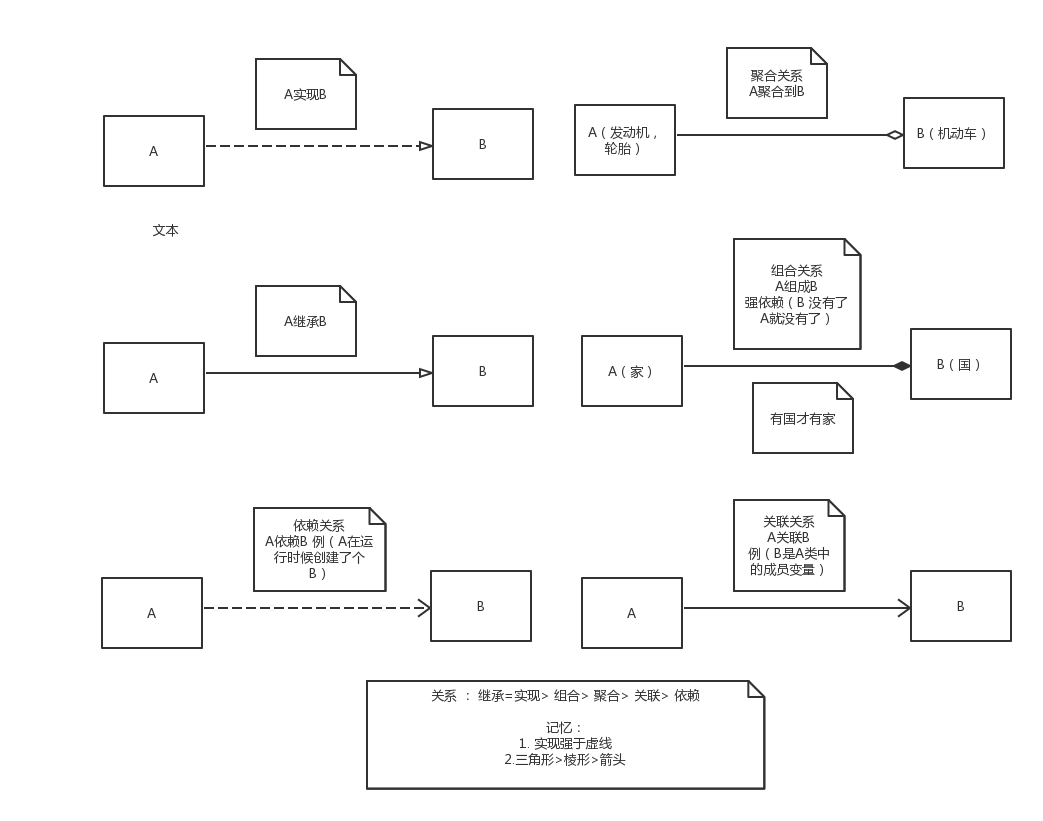 A实现B
A
B
文本
聚合关系
A聚合到B
A（发动机，
轮胎）
B（机动车）
A继承B
A
B
组合关系
A组成B
强依赖（B 没有了
A就没有了）
A（家）
B（国）
有国才有家
依赖关系
A依赖B 例（A在运
行时候创建了个
B）
A
B
关联关系
A关联B
例（B是A类中
的成员变量）
A
B
关系 ：继承=实现> 组合> 聚合> 关联> 依赖
记忆：
1. 实现强于虚线
2.三角形>棱形>箭头